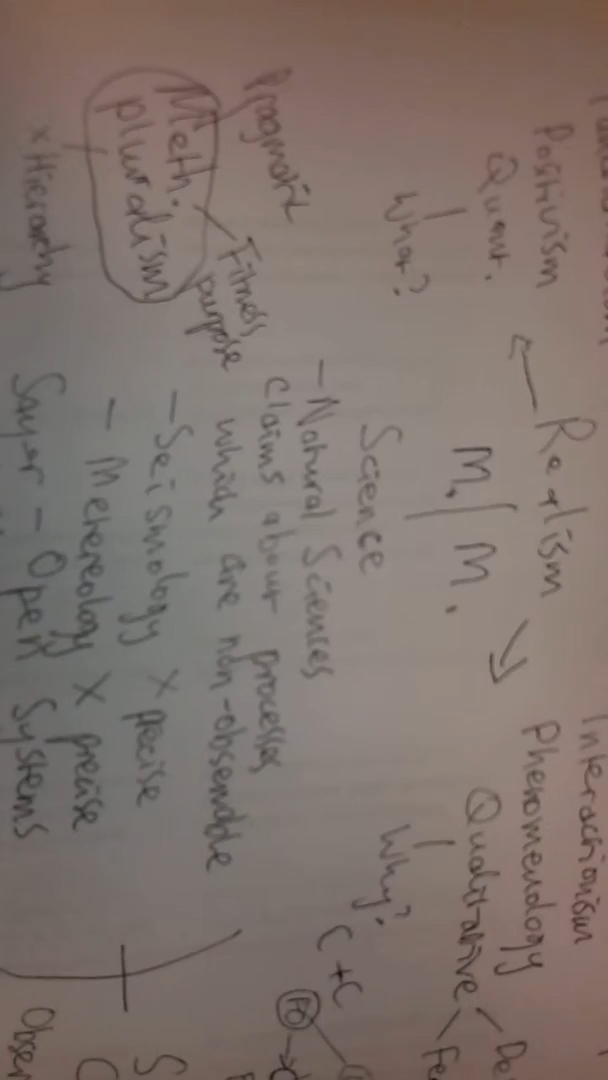 Interactionism
Positivism
Realism
Phenomenology
Quant.
M./M.
Qualitative
What?
Why?
Science
C+C
Pragmatic
- Natural Sciences
claims about processes
which are non-observable
Meth.
pluralism
Fitness
purpose
- Seismology x precise
- Metereology x precise
x Hierarchy
Sayer - Open Systems